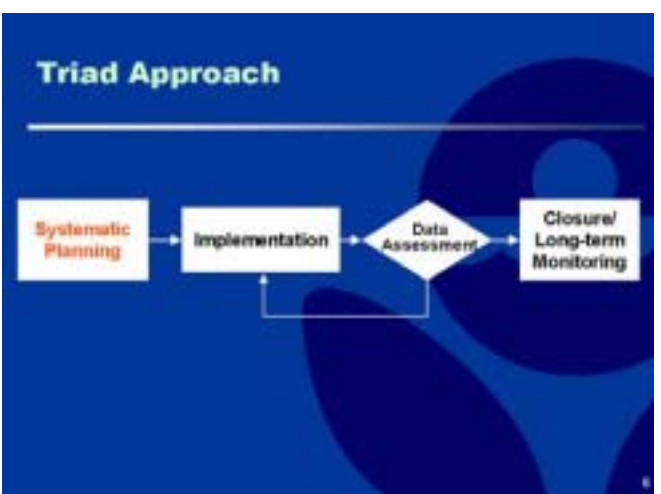 Triad Approach
Systematic
Planning
Implementation
Data
Assessment
Closure/
Long-term
Monitoring